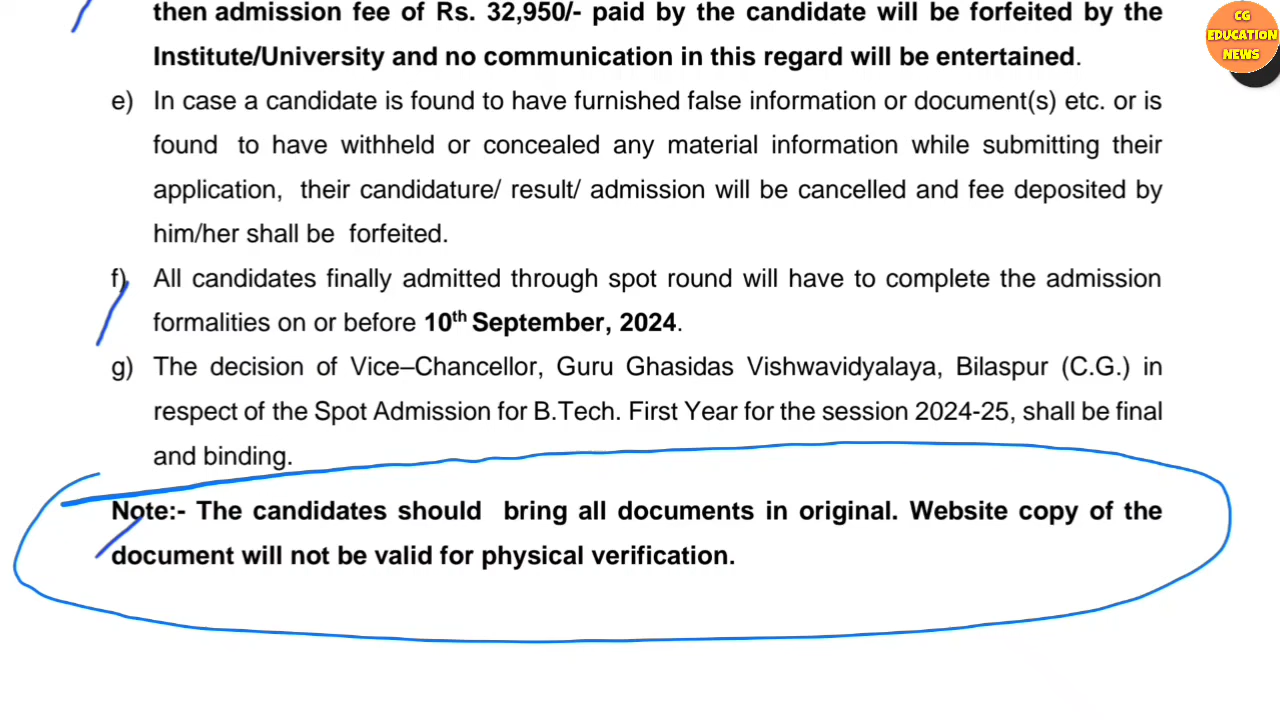 then admission fee of Rs. 32,950/- paid by the candidate will be forfeited by the
Institute/University and no communication in this regard will be entertained.
e) In case a candidate is found to have furnished false information or document(s) etc. or is
found to have withheld or concealed any material information while submitting their
application, their candidature/ result/ admission will be cancelled and fee deposited by
him/her shall be forfeited.
f) All candidates finally admitted through spot round will have to complete the admission
formalities on or before 10th September, 2024.
g) The decision of Vice–Chancellor, Guru Ghasidas Vishwavidyalaya, Bilaspur (C.G.) in
respect of the Spot Admission for B.Tech. First Year for the session 2024-25, shall be final
and binding.
Note:- The candidates should bring all documents in original. Website copy of the
document will not be valid for physical verification.
CG
EDUCATION
NEWS